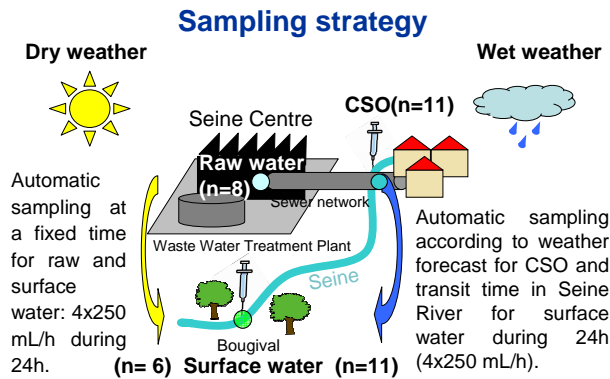 Sampling strategy
Dry weather
Wet weather
CSO(n=11)
Seine Centre
Raw water
(n=8)
Sewer network
Waste Water Treatment Plant
Automatic
sampling at
a fixed time
for raw and
surface
water: 4x250
mL/h during
24h.
Automatic sampling
according to weather
forecast for CSO and
transit time in Seine
River for surface
water during 24h
(4x250 mL/h).
Seine
Bougival
(n= 6) Surface water (n=11)